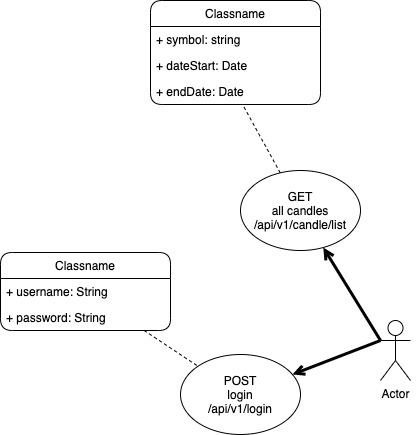 Classname
+ symbol: string
+ dateStart: Date
+ endDate: Date
GET
all candles
/api/v1/candle/list
Classname
+ username: String
+ password: String
POST
login
/api/v1/login
Actor